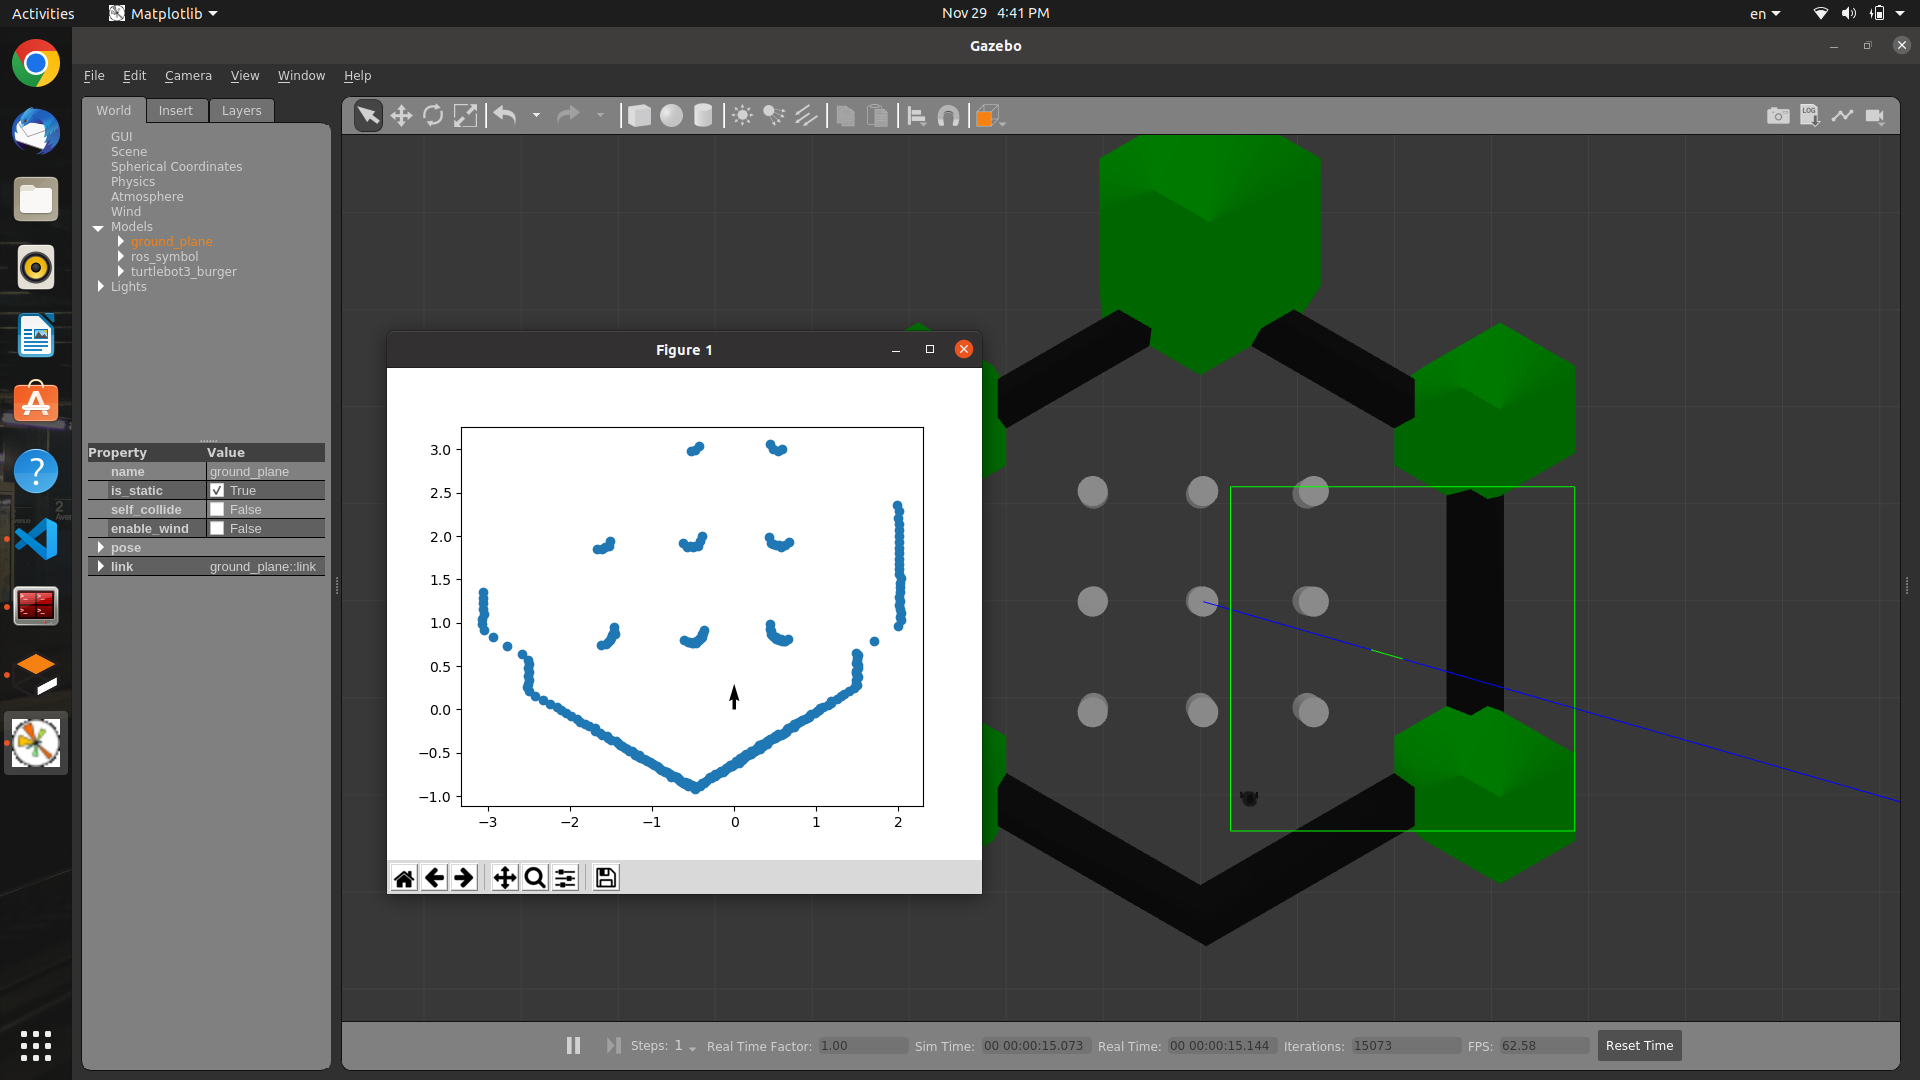 Activities Matplotlib Nov 29 4:41 PM en
Gazebo
File Edit Camera View Window Help
World Insert Layers
GUI
Scene
Spherical Coordinates
Physics
Atmosphere
Wind
Models
ground_plane
ros_symbol
turtlebot3_burger
Lights
Property Value
name ground_plane
is_static True
self_collide False
enable_wind False
pose
link ground_plane::link
LOG
Figure 1
3.0
2.5
2.0
1.5
1.0
0.5
0.0
−0.5
−1.0
−3 −2 −1 0 1 2
Steps: 1 Real Time Factor: 1.00 Sim Time: 00 00:00:15.073 Real Time: 00 00:00:15.144 Iterations: 15073 FPS: 62.58 Reset Time